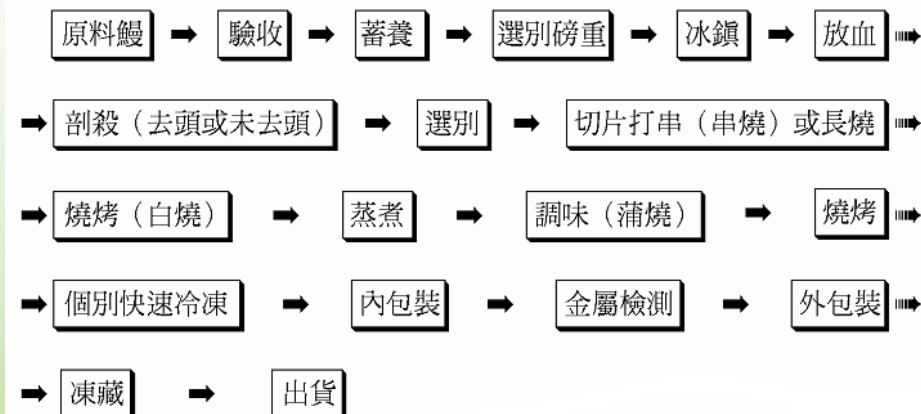 原料鰻 ➡ 驗收 ➡ 蓄養 ➡ 選別磅重 ➡ 冰鎮 ➡ 放血
➡ 剖殺（去頭或未去頭） ➡ 選別 ➡ 切片打串（串燒）或長燒
➡ 燒烤（白燒） ➡ 蒸煮 ➡ 調味（蒲燒） ➡ 燒烤
➡ 個別快速冷凍 ➡ 內包裝 ➡ 金屬檢測 ➡ 外包裝
➡ 凍藏 ➡ 出貨